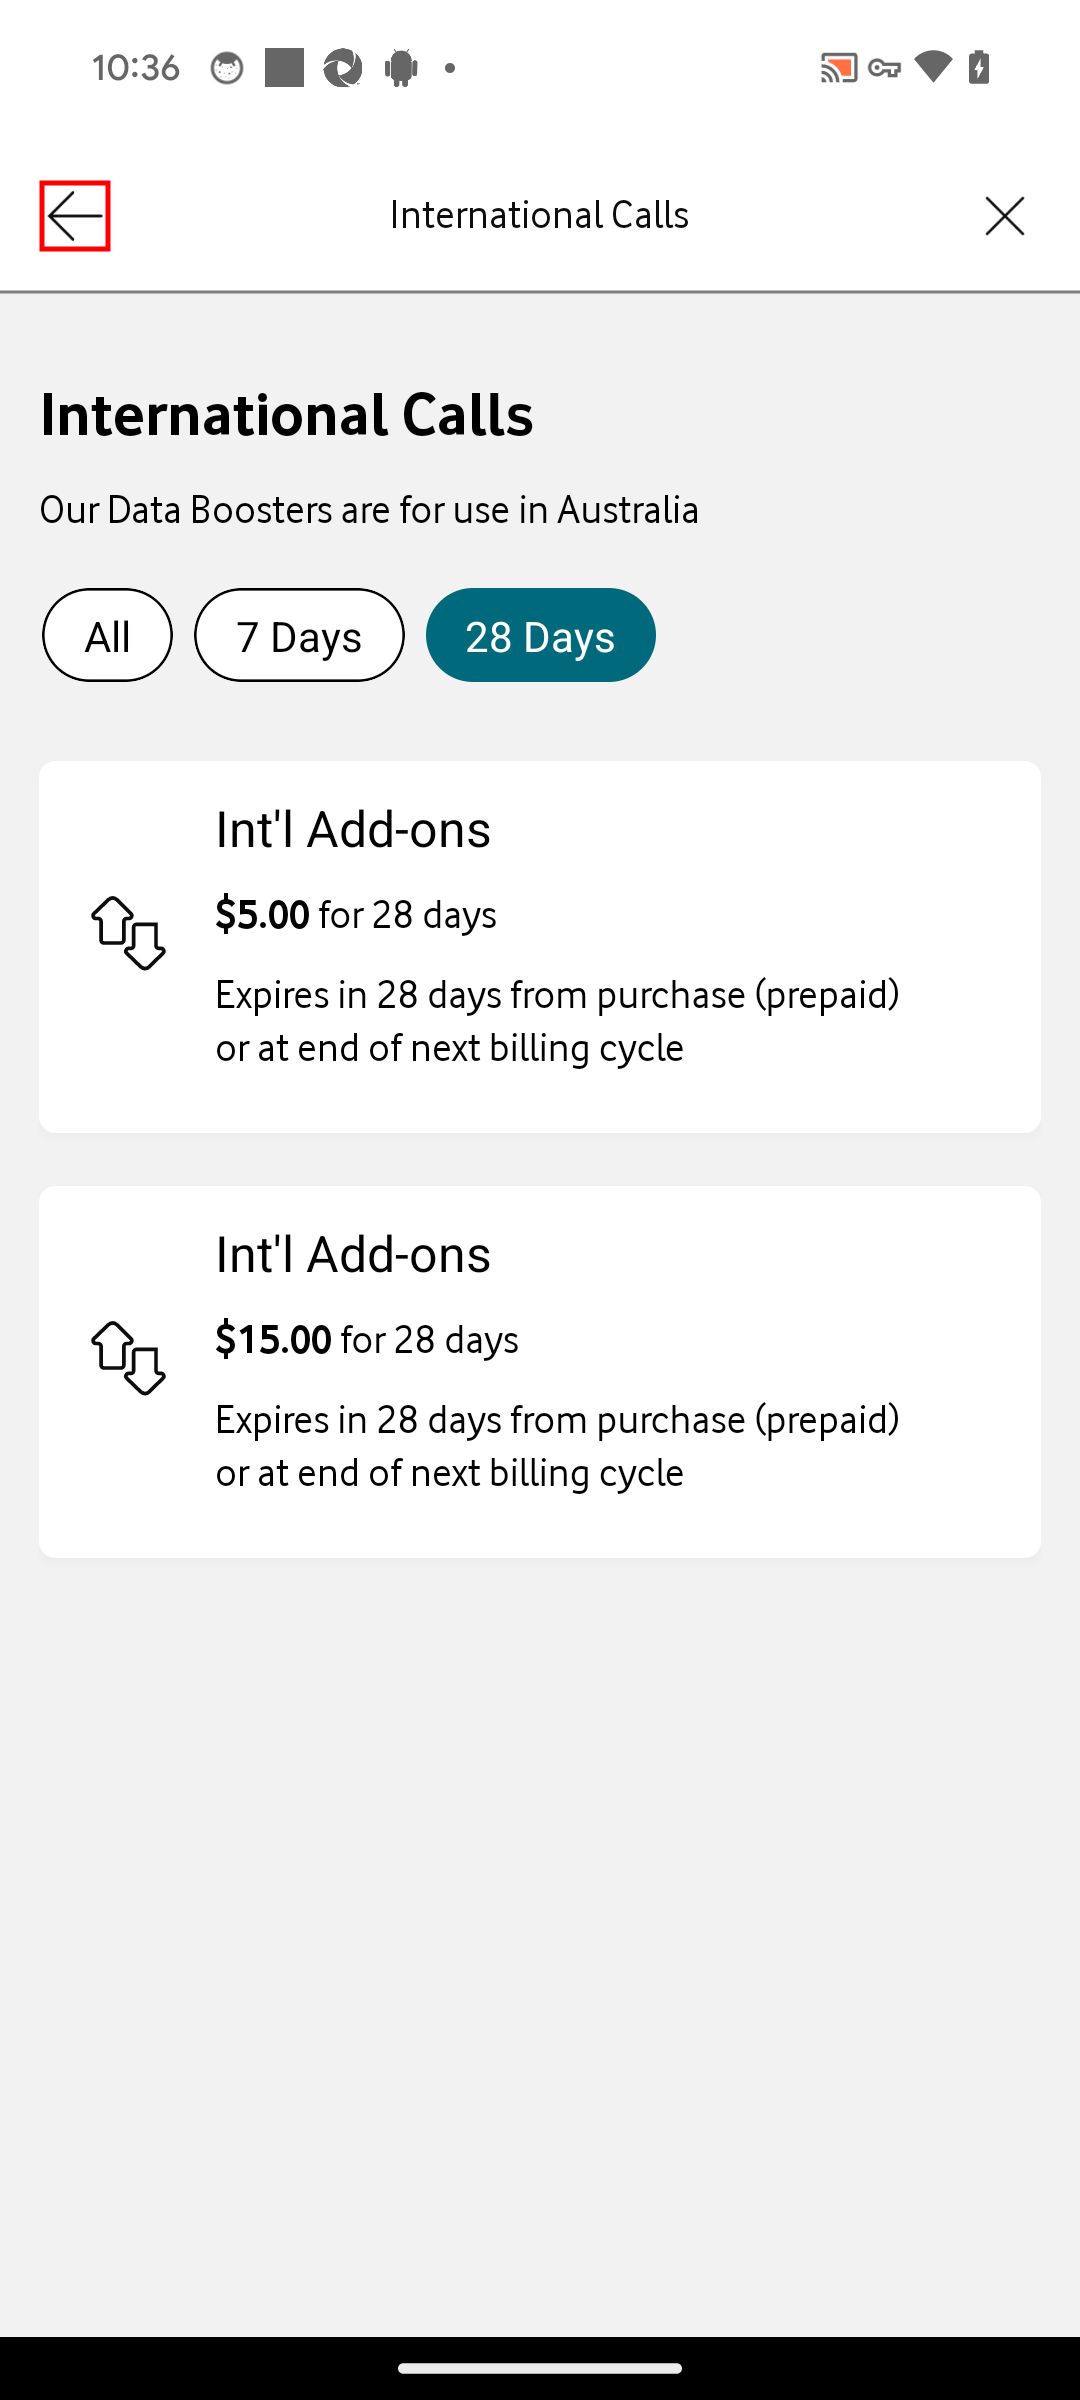 10:36
International Calls
International Calls
Our Data Boosters are for use in Australia
All
7 Days
28 Days
Int'l Add-ons
$5.00 for 28 days
Expires in 28 days from purchase (prepaid)
or at end of next billing cycle
Int'l Add-ons
$15.00 for 28 days
Expires in 28 days from purchase (prepaid)
or at end of next billing cycle